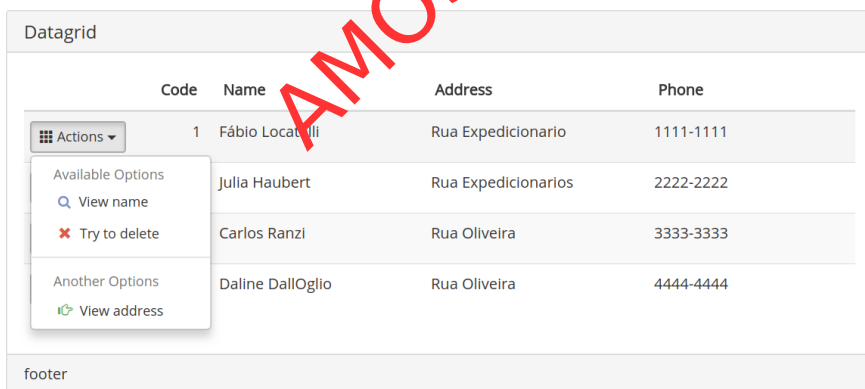 Datagrid
Code Name Address Phone
Actions 1 Fábio Rua Expedicionario 1111-1111
Available Options
View name
Julia Haubert Rua Expedicionarios 2222-2222
Try to delete
Carlos Ranzi Rua Oliveira 3333-3333
Another Options
Daline DallOglio Rua Oliveira 4444-4444
View address
footer